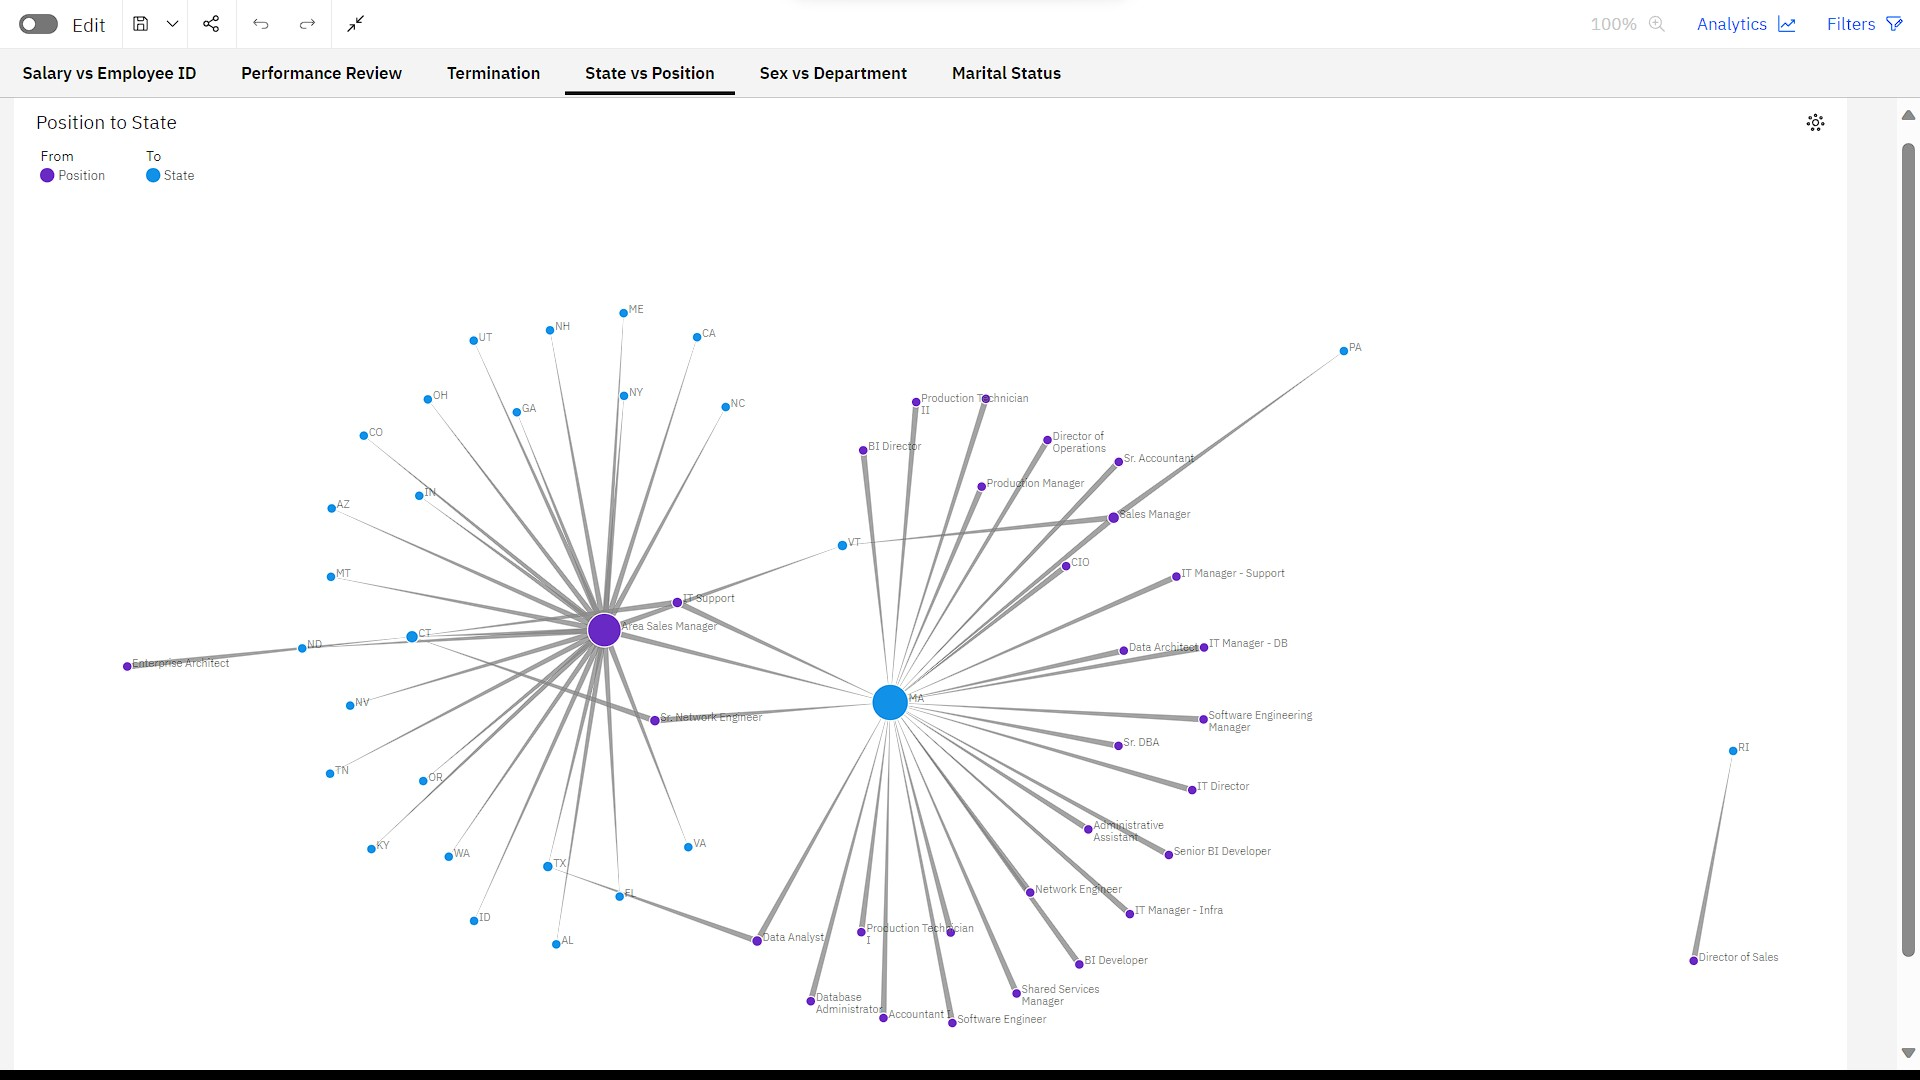 Edit
100%
Analytics
Filters
Salary vs Employee ID
Performance Review
Termination
State vs Position
Sex vs Department
Marital Status
Position to State
From
To
Position
State
ME
NH
CA
UT
PA
OH
NY
GA
NC
Production Technician
II
CO
Director of
Operations
BI Director
Sr. Accountant
Production Manager
IN
AZ
Sales Manager
VT
CIO
MT
IT Manager - Support
IT Support
Area Sales Manager
CT
ND
Data Architect
IT Manager - DB
Enterprise Architect
NV
MA
Sr. Network Engineer
Software Engineering
Manager
Sr. DBA
RI
TN
OR
IT Director
Administrative
Assistant
KY
VA
WA
Senior BI Developer
TX
FL
Network Engineer
ID
IT Manager - Infra
AL
Data Analyst
Production Technician
I
BI Developer
Director of Sales
Shared Services
Manager
Database
Administrator
Accountant I
Software Engineer